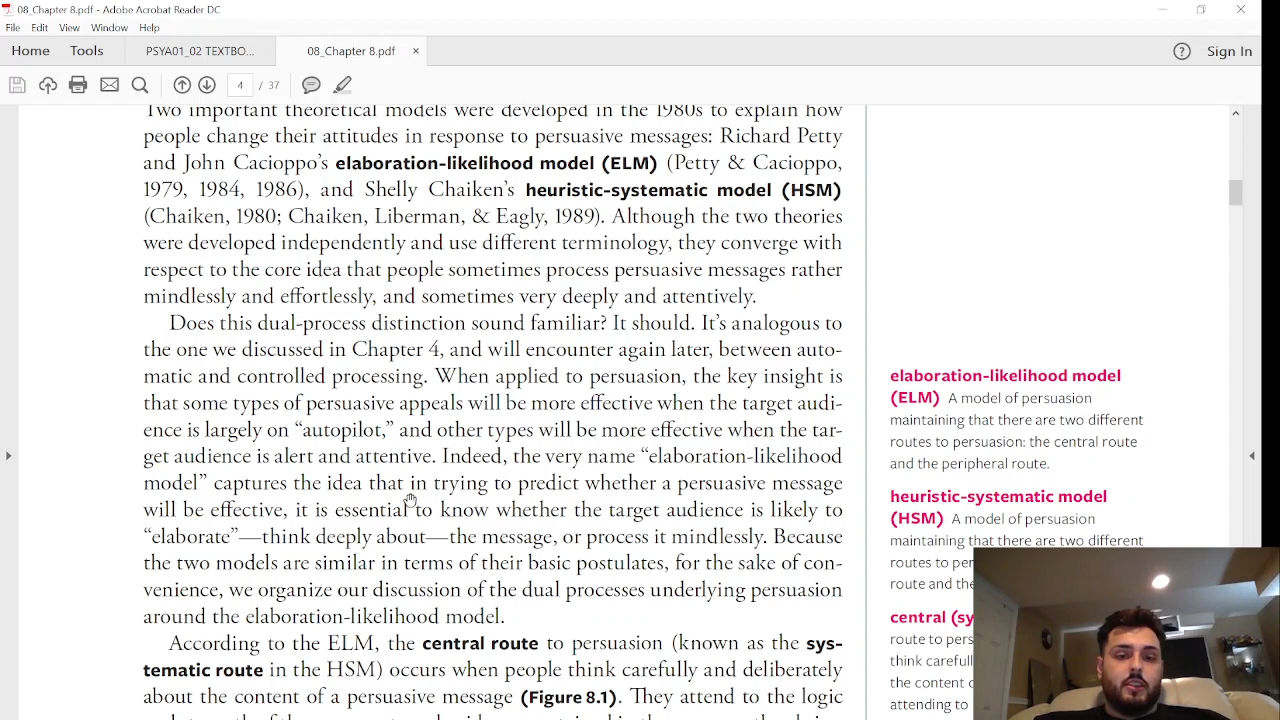 08_Chapter 8.pdf - Adobe Acrobat Reader DC
File Edit View Window Help
Home Tools PSYA01_02 TEXTBO... 08_Chapter 8.pdf × ? Sign In
4 / 37
Two important theoretical models were developed in the 1980s to explain how
people change their attitudes in response to persuasive messages: Richard Petty
and John Cacioppo's elaboration-likelihood model (ELM) (Petty & Cacioppo,
1979, 1984, 1986), and Shelly Chaiken's heuristic-systematic model (HSM)
(Chaiken, 1980; Chaiken, Liberman, & Eagly, 1989). Although the two theories
were developed independently and use different terminology, they converge with
respect to the core idea that people sometimes process persuasive messages rather
mindlessly and effortlessly, and sometimes very deeply and attentively.
Does this dual-process distinction sound familiar? It should. It's analogous to
the one we discussed in Chapter 4, and will encounter again later, between auto-
matic and controlled processing. When applied to persuasion, the key insight is
that some types of persuasive appeals will be more effective when the target audi-
ence is largely on "autopilot," and other types will be more effective when the tar-
get audience is alert and attentive. Indeed, the very name "elaboration-likelihood
model" captures the idea that in trying to predict whether a persuasive message
will be effective, it is essential to know whether the target audience is likely to
"elaborate"—think deeply about—the message, or process it mindlessly. Because
the two models are similar in terms of their basic postulates, for the sake of con-
venience, we organize our discussion of the dual processes underlying persuasion
around the elaboration-likelihood model.
According to the ELM, the central route to persuasion (known as the sys-
tematic route in the HSM) occurs when people think carefully and deliberately
about the content of a persuasive message (Figure 8.1). They attend to the logic
elaboration-likelihood model
(ELM) A model of persuasion
maintaining that there are two different
routes to persuasion: the central route
and the peripheral route.
heuristic-systematic model
(HSM) A model of persuasion
maintaining that there are two different
routes to
route and the
central (sy
route to
think
the content
attending to